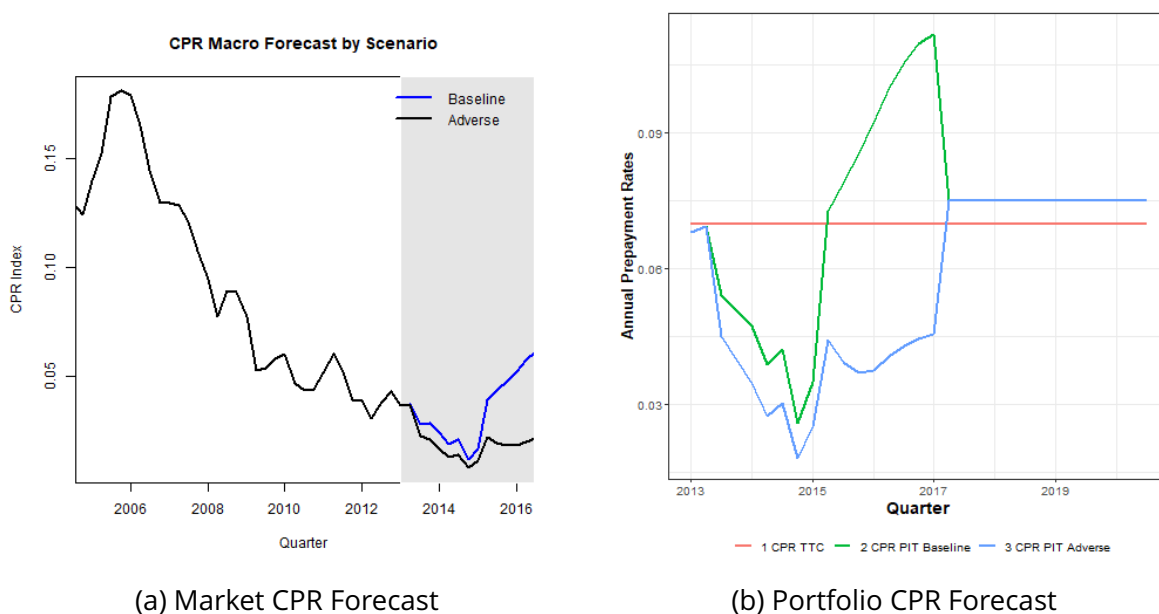 CPR Macro Forecast by Scenario
CPR Index
0.15
0.10
0.05
Baseline
Adverse
2006 2008 2010 2012 2014 2016
Quarter
(a) Market CPR Forecast
Annual Prepayment Rates
0.09
0.06
0.03
2013 2015 2017 2019
Quarter
1 CPR TTC 2 CPR PIT Baseline 3 CPR PIT Adverse
(b) Portfolio CPR Forecast